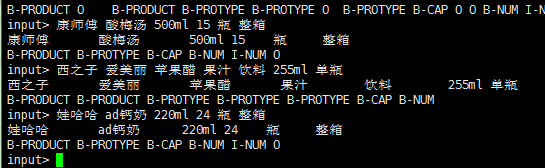 B-PRODUCT O B-PRODUCT B-PROTYPE B-PROTYPE O B-PROTYPE B-CAP O O B-NUM I-N
input> 康师傅 酸梅汤 500ml 15 瓶 整箱
康师傅 酸梅汤 500ml 15 瓶 整箱
B-PRODUCT B-PROTYPE B-CAP B-NUM I-NUM O
input> 西之子 爱美丽 苹果醋 果汁 饮料 255ml 单瓶
西之子 爱美丽 苹果醋 果汁 饮料 255ml 单瓶
B-PRODUCT B-PRODUCT B-PROTYPE B-PROTYPE B-PROTYPE B-CAP B-NUM
input> 娃哈哈 ad钙奶 220ml 24 瓶 整箱
娃哈哈 ad钙奶 220ml 24 瓶 整箱
B-PRODUCT B-PROTYPE B-CAP B-NUM I-NUM O
input>